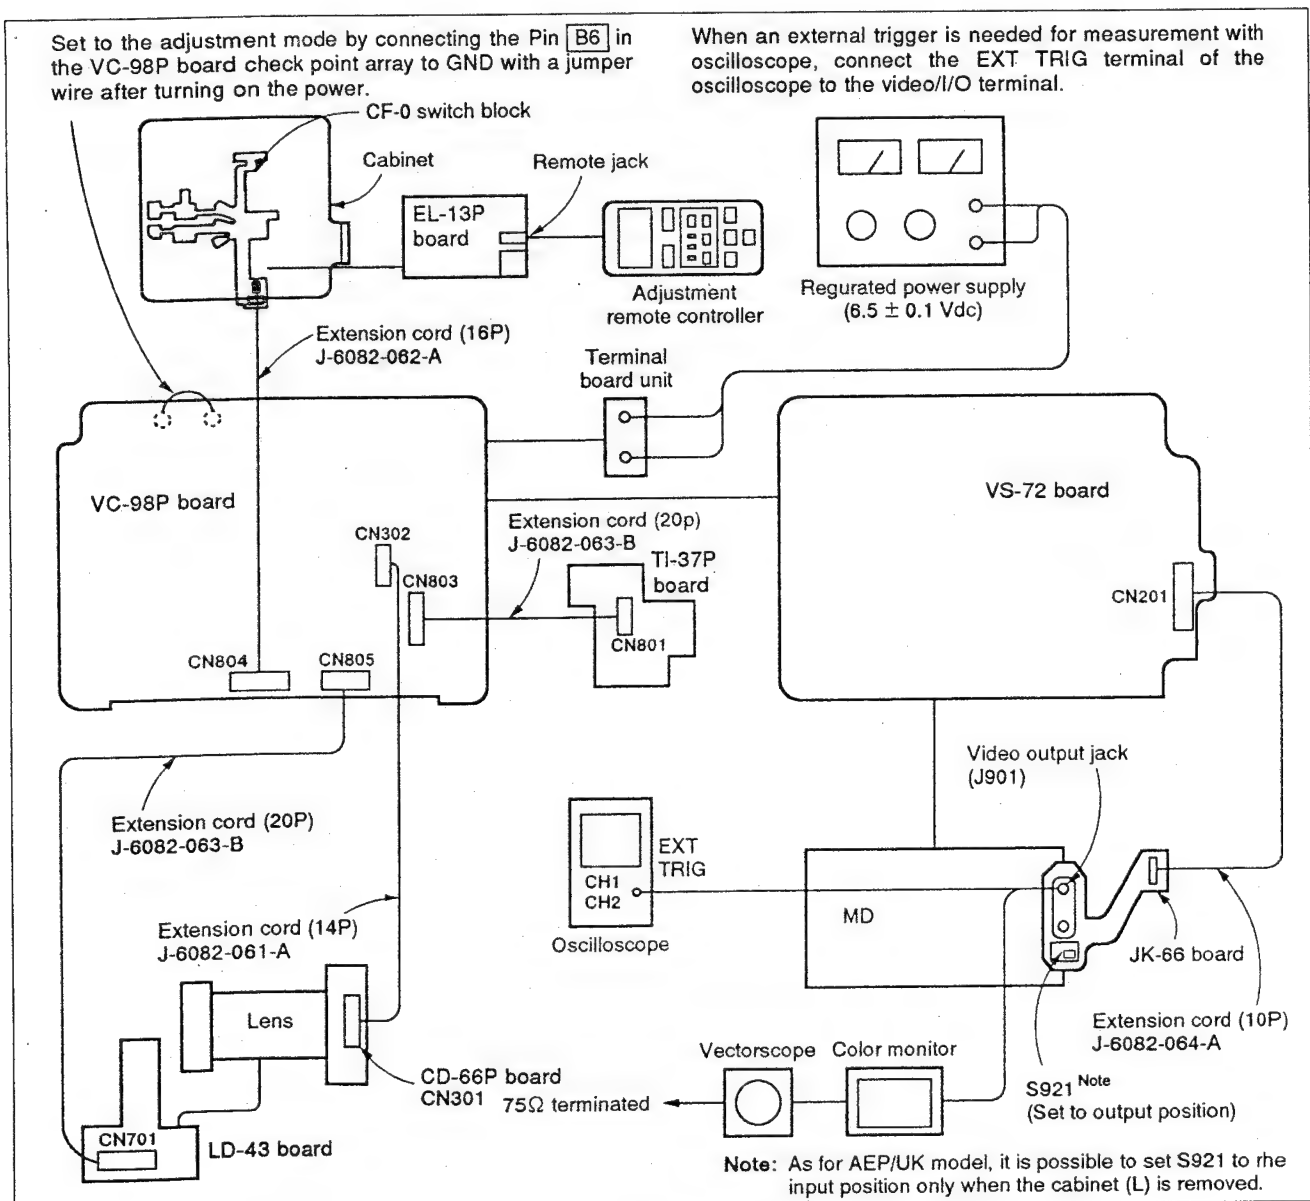 Set to the adjustment mode by connecting the Pin B6 in
the VC-98P board check point array to GND with a jumper
wire after turning on the power.
When an external trigger is needed for measurement with
oscilloscope, connect the EXT TRIG terminal of the
oscilloscope to the video/I/O terminal.
CF-0 switch block
Cabinet
Remote jack
EL-13P
board
Adjustment
remote controller
Regurated power supply
(6.5 ± 0.1 Vdc)
Extension cord (16P)
J-6082-062-A
Terminal
board unit
VC-98P board
VS-72 board
Extension cord (20p)
J-6082-063-B
CN302
CN803
TI-37P
board
CN801
CN201
CN804
CN805
Video output jack
(J901)
Extension cord (20P)
J-6082-063-B
EXT
TRIG
CH1
CH2
Oscilloscope
MD
JK-66 board
Extension cord (14P)
J-6082-061-A
Lens
Extension cord (10P)
J-6082-064-A
CD-66P board
CN301
75Ω terminated
Vectorscope
Color monitor
S921 Note
(Set to output position)
CN701
LD-43 board
Note: As for AEP/UK model, it is possible to set S921 to rhe
input position only when the cabinet (L) is removed.